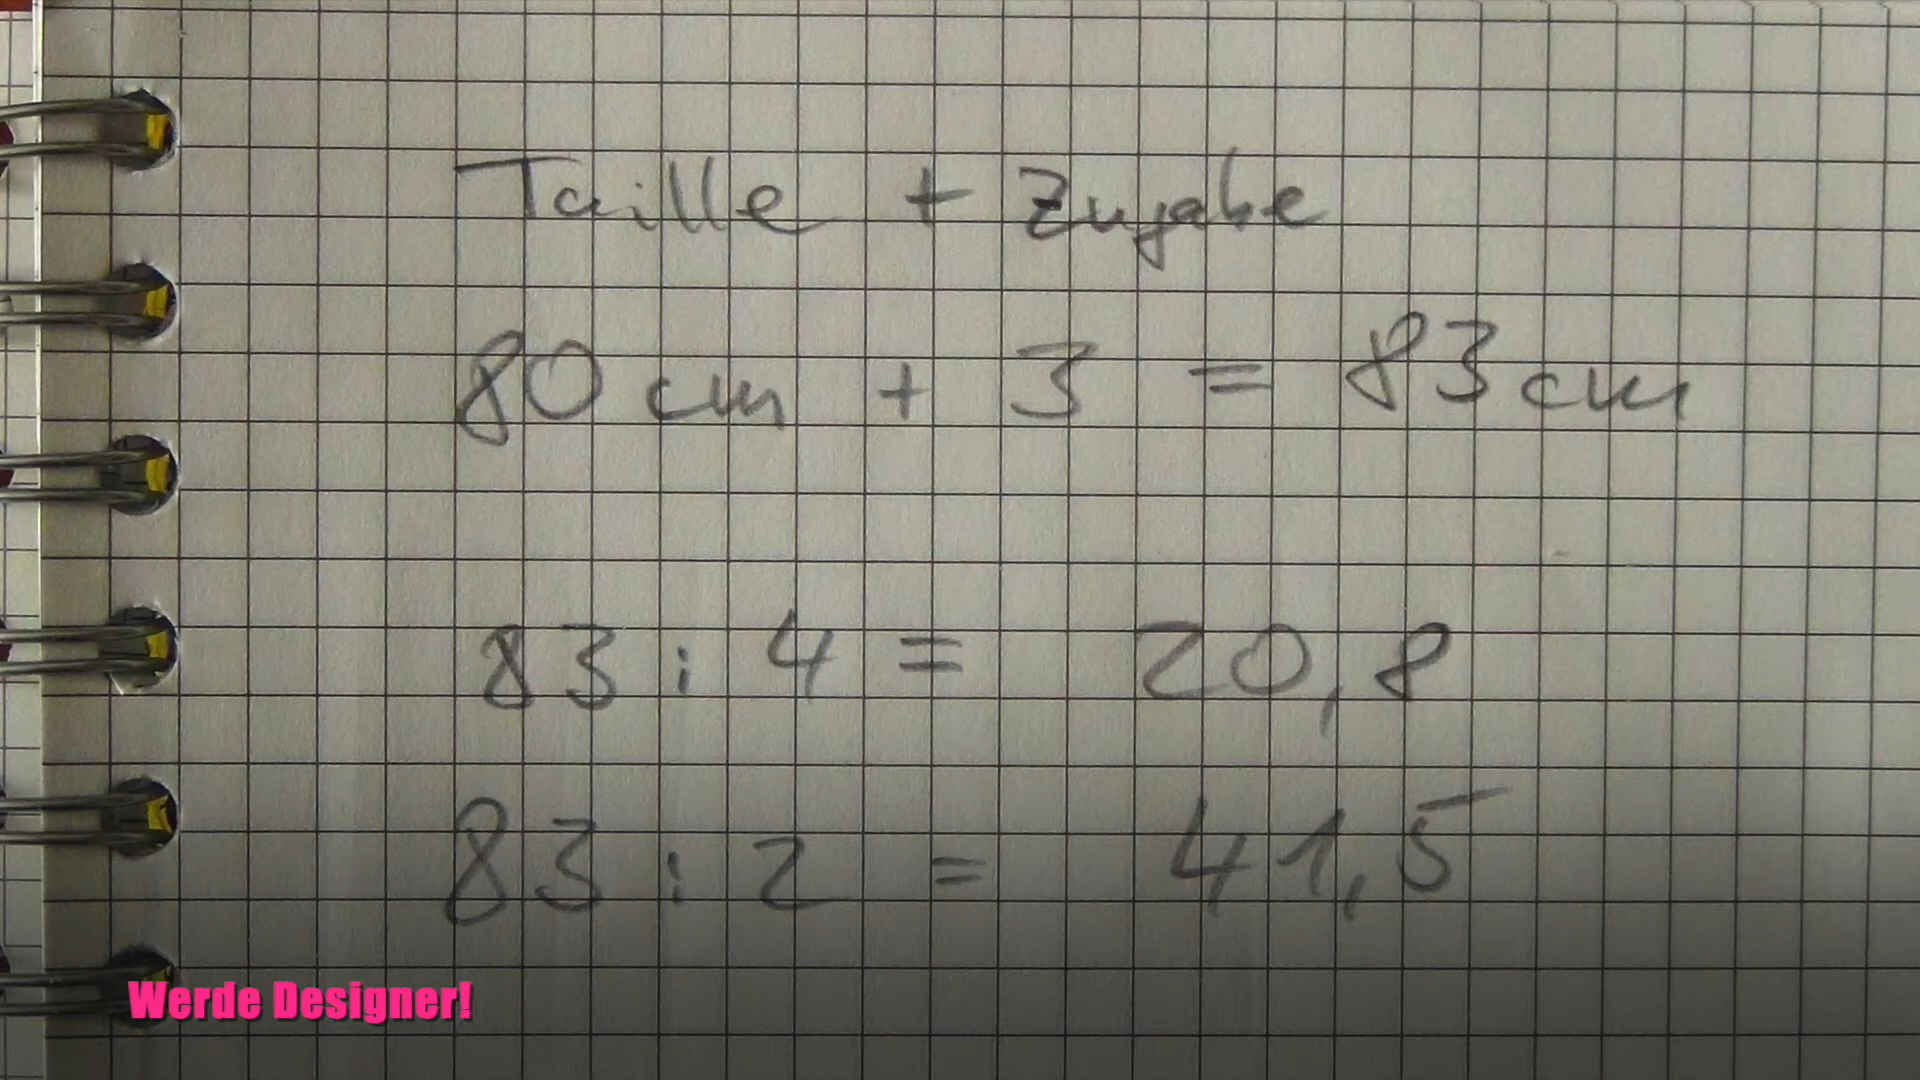 Taille + Zugabe
80 cm + 3 = 83 cm
83 : 4 = 20,8
83 : 2 = 41,5
Werde Designer!